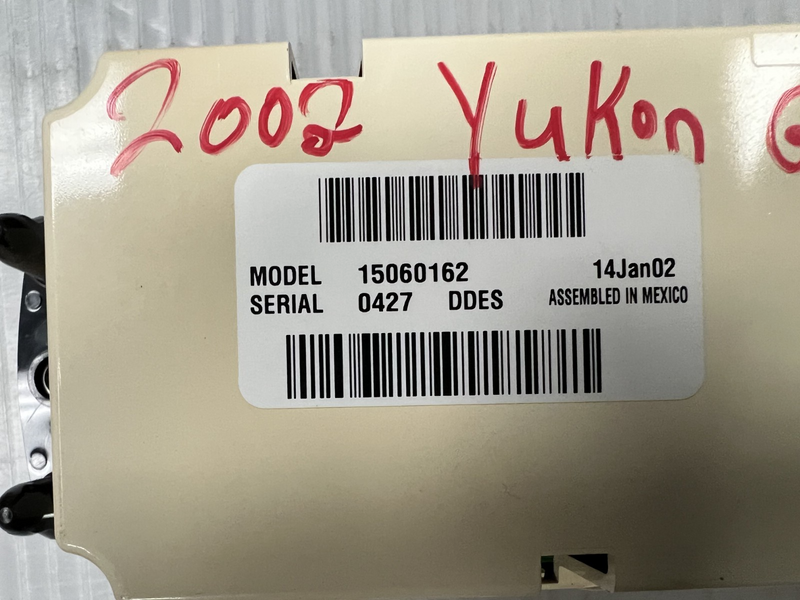 2002 Yukon
MODEL 15060162 14Jan02
SERIAL 0427 DDES ASSEMBLED IN MEXICO